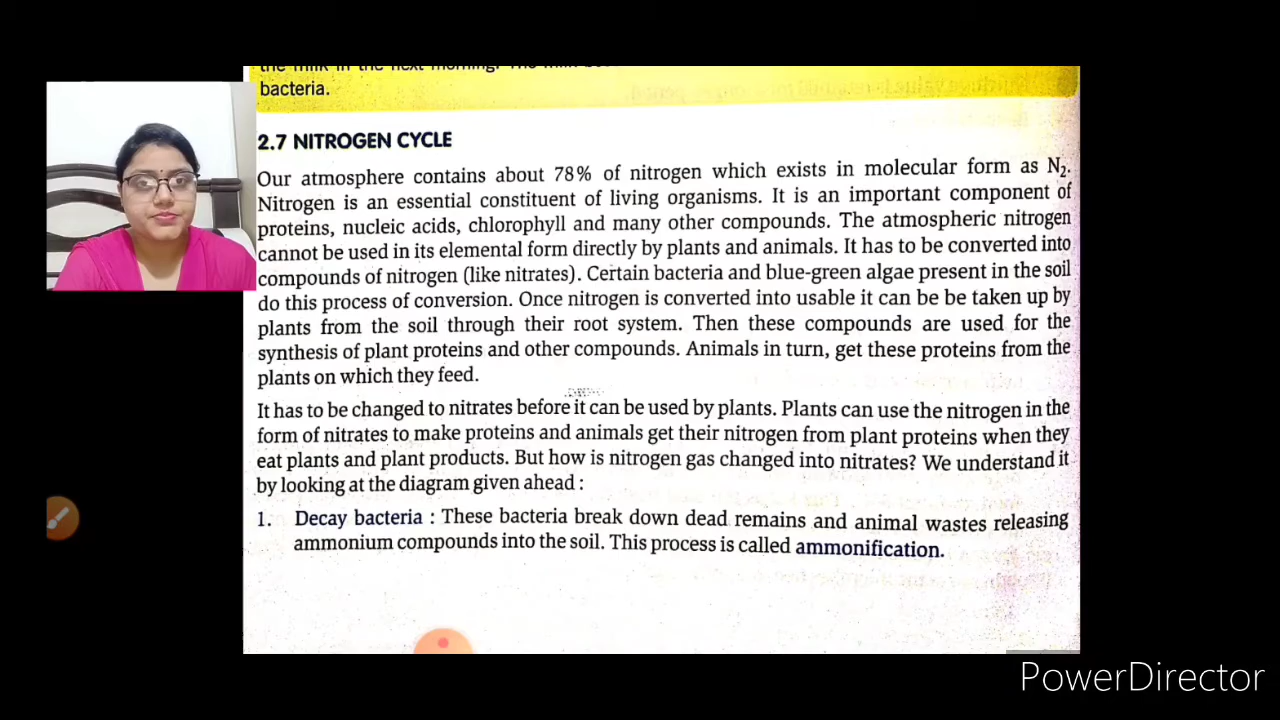 bacteria.
2.7 NITROGEN CYCLE
Our atmosphere contains about 78% of nitrogen which exists in molecular form as N₂.
Nitrogen is an essential constituent of living organisms. It is an important component of
proteins, nucleic acids, chlorophyll and many other compounds. The atmospheric nitrogen
cannot be used in its elemental form directly by plants and animals. It has to be converted into
compounds of nitrogen (like nitrates). Certain bacteria and blue-green algae present in the soil
do this process of conversion. Once nitrogen is converted into usable it can be be taken up by
plants from the soil through their root system. Then these compounds are used for the
synthesis of plant proteins and other compounds. Animals in turn, get these proteins from the
plants on which they feed.
It has to be changed to nitrates before it can be used by plants. Plants can use the nitrogen in the
form of nitrates to make proteins and animals get their nitrogen from plant proteins when they
eat plants and plant products. But how is nitrogen gas changed into nitrates? We understand it
by looking at the diagram given ahead :
1. Decay bacteria : These bacteria break down dead remains and animal wastes releasing
ammonium compounds into the soil. This process is called ammonification.
PowerDirector